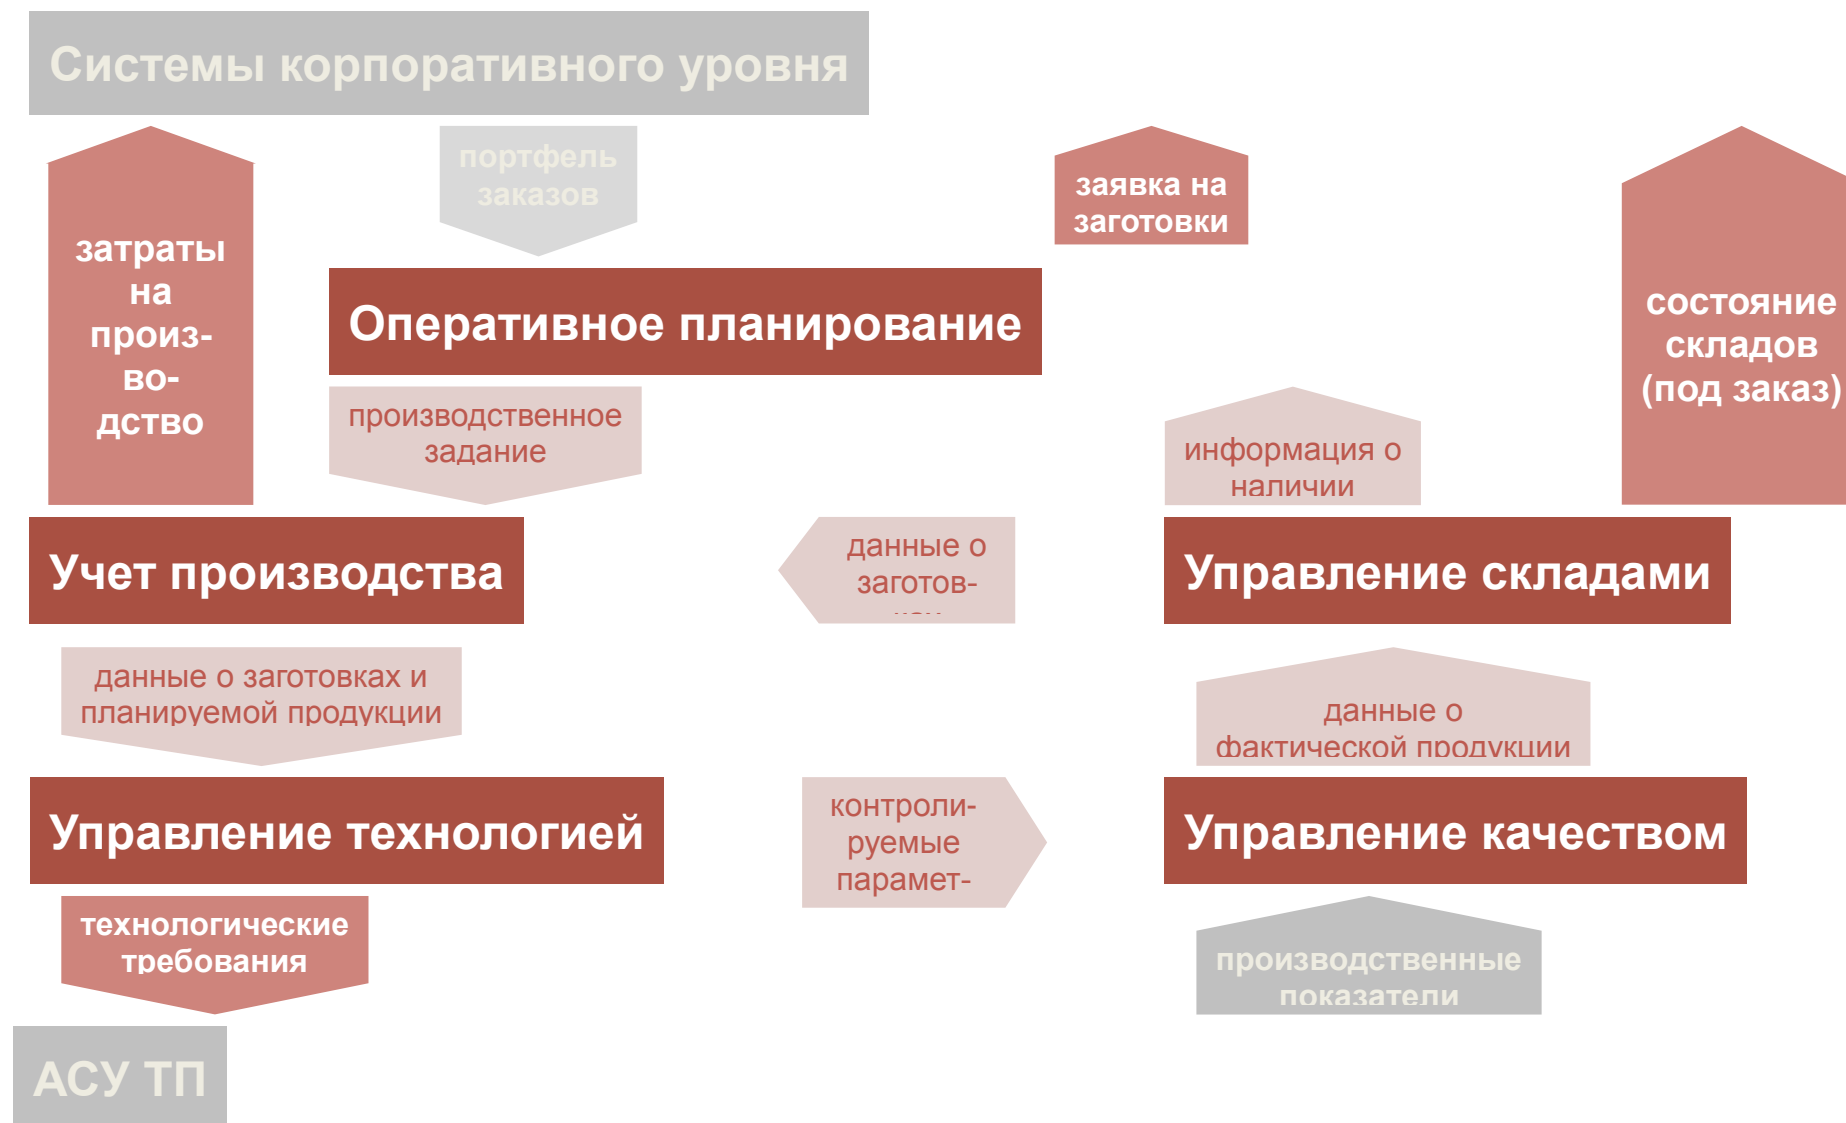 Системы корпоративного уровня
портфель
заказов
заявка на
заготовки
затраты
на
произ-
во-
дство
состояние
складов
(под заказ)
Оперативное планирование
производственное
задание
информация о
наличии
Учет производства
данные о
заготов-
Управление складами
данные о заготовках и
планируемой продукции
данные о
фактической продукции
Управление технологией
контроли-
руемые
парамет-
Управление качеством
технологические
требования
производственные
показатели
АСУ ТП